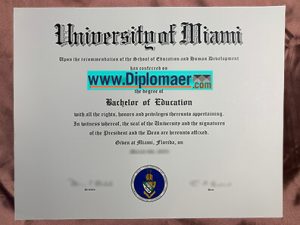 University of Miami
Upon the recommendation of the School of Education and Human Development
has conferred on
www.Diplomaer.com
the degree of
Bachelor of Education
with all the rights, honors and privileges thereunto appertaining.
In witness whereof, the seal of the University and the signatures
of the President and the Dean are hereunto affixed.
Given at Miami, Florida, on